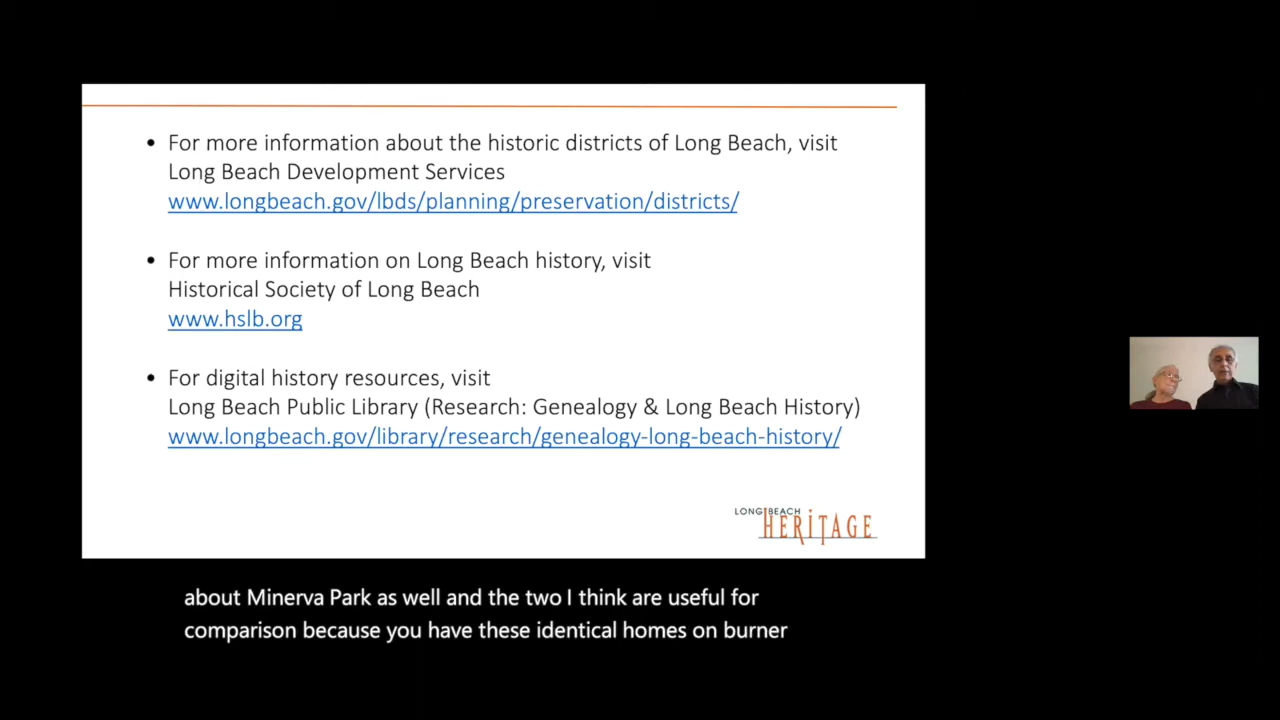 For more information about the historic districts of Long Beach, visit
Long Beach Development Services
www.longbeach.gov/lbds/planning/preservation/districts/
For more information on Long Beach history, visit
Historical Society of Long Beach
www.hslb.org
For digital history resources, visit
Long Beach Public Library (Research: Genealogy & Long Beach History)
www.longbeach.gov/library/research/genealogy-long-beach-history/
LONG BEACH
HERiTAGE
about Minerva Park as well and the two I think are useful for
comparison because you have these identical homes on burner